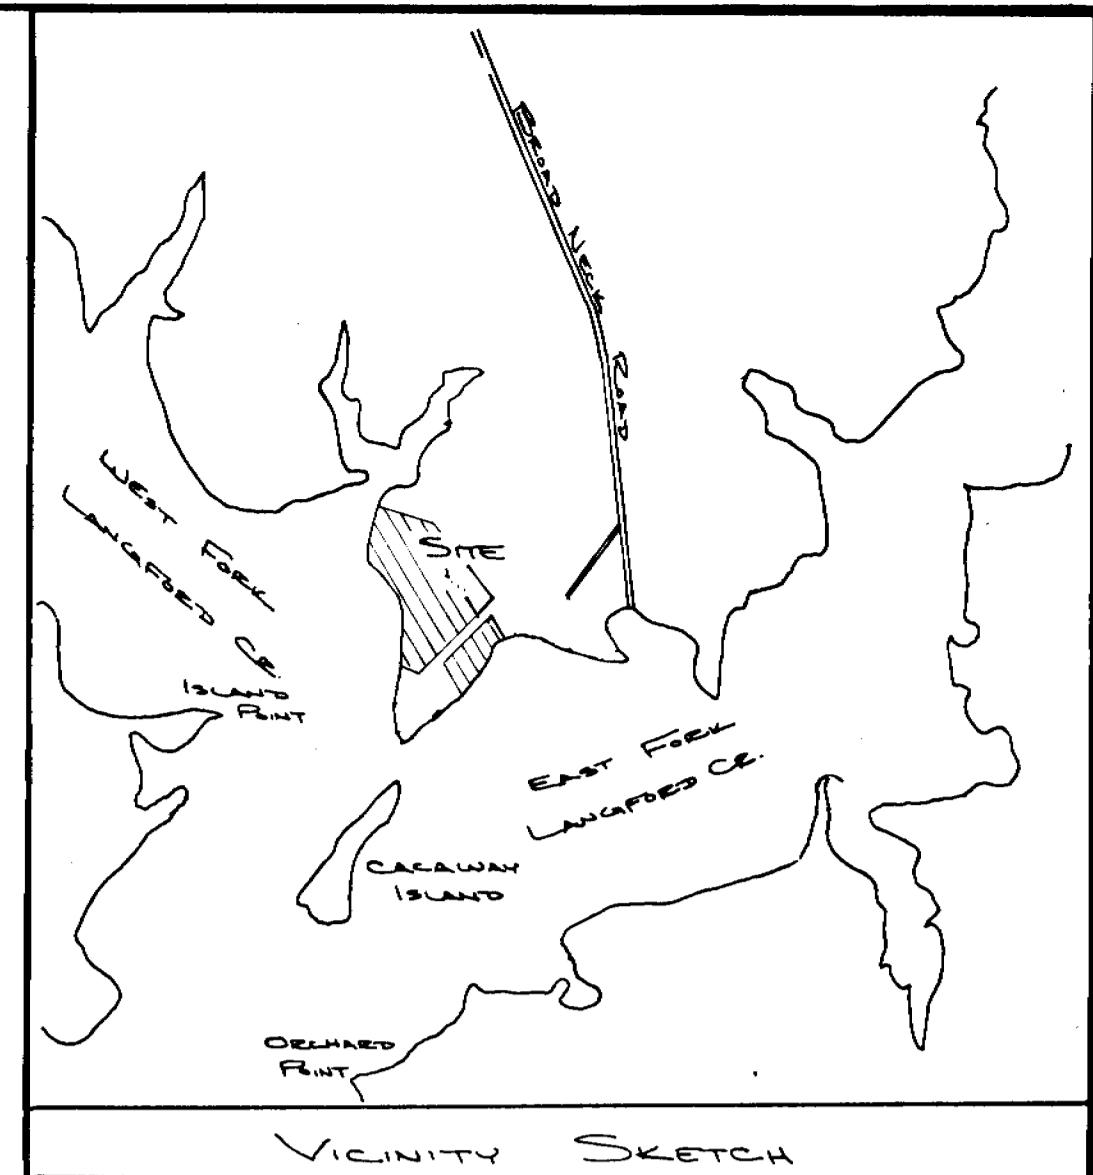 BROAD NECK ROAD
WEST FORK
LANGFORD CR.
SITE
ISLAND
POINT
EAST FORK
LANGFORD CR.
CACAWAY
ISLAND
ORCHARD
POINT
VICINITY SKETCH